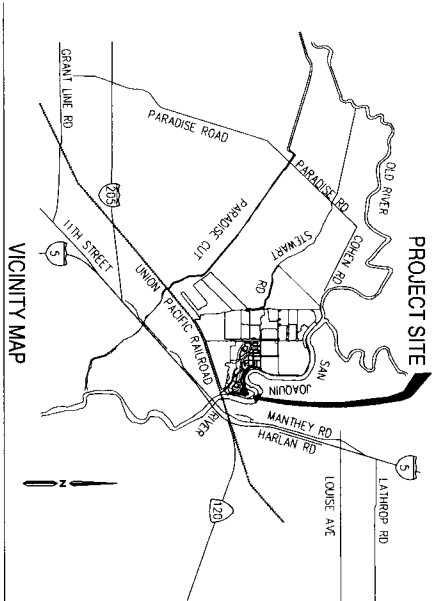 PROJECT SITE
OLD RIVER
COHEN RD
PARADISE RD
STEWART
RD
PARADISE ROAD
PARADISE CUT
GRANT LINE RD
205
11TH STREET
5
UNION PACIFIC RAILROAD
SAN
JOAQUIN
RIVER
MANTHEY RD
HARLAN RD
5
LATHROP RD
LOUISE AVE
120
N
VICINITY MAP